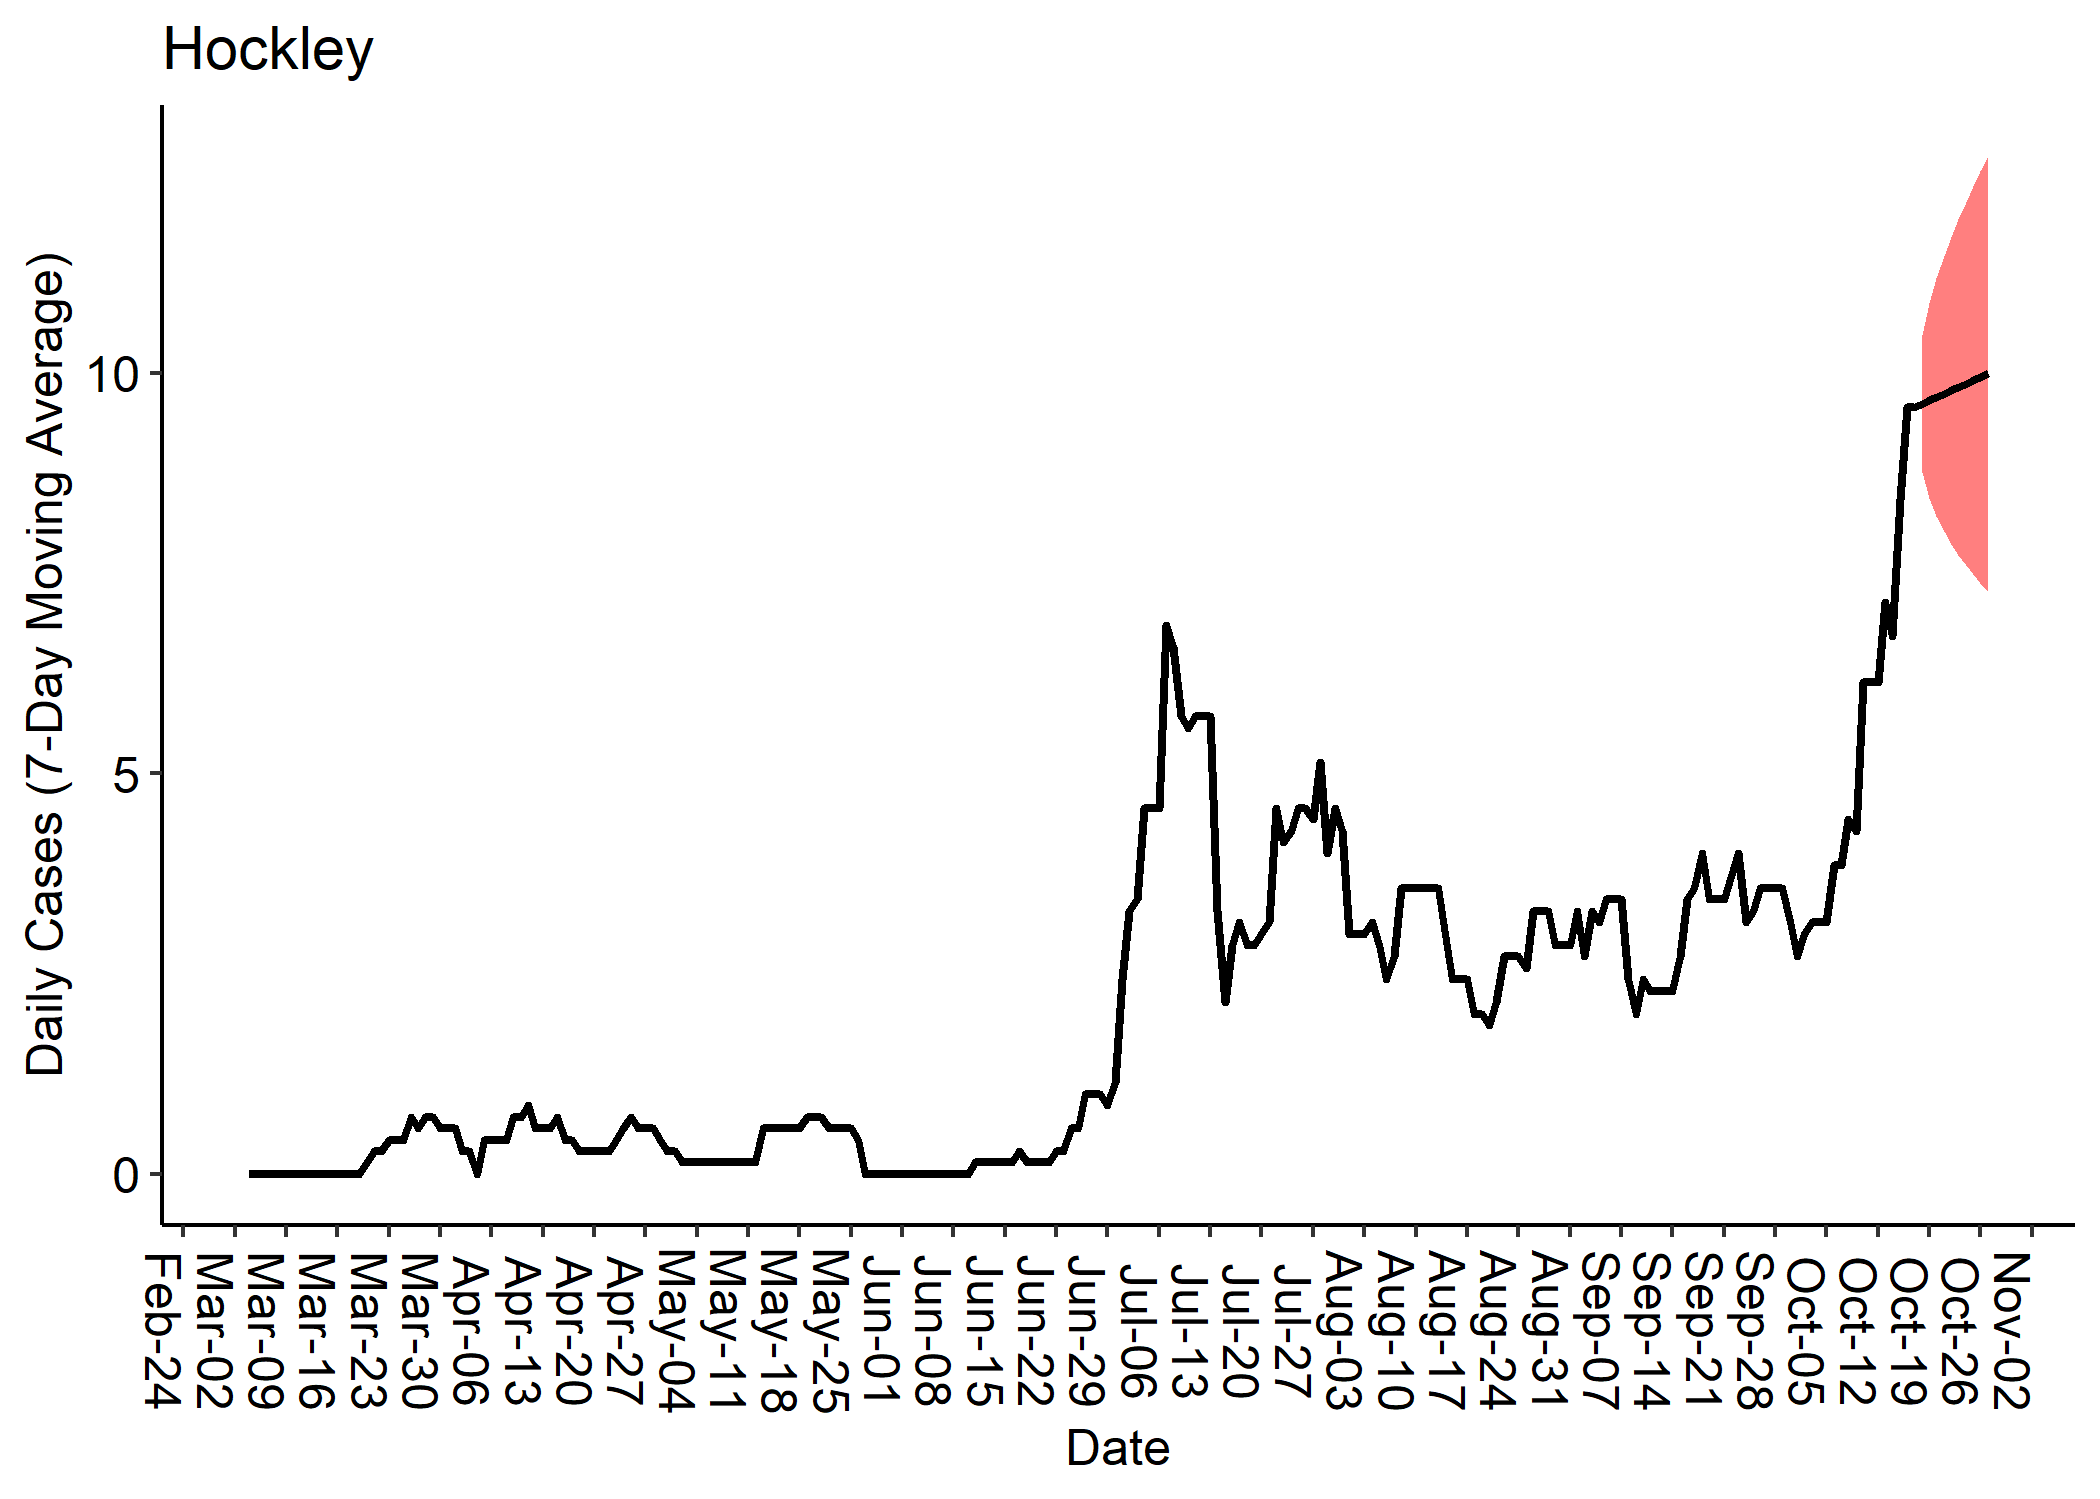 Hockley
Daily Cases (7-Day Moving Average)
10
5
0
Feb-24
Mar-02
Mar-09
Mar-16
Mar-23
Mar-30
Apr-06
Apr-13
Apr-20
Apr-27
May-04
May-11
May-18
May-25
Jun-01
Jun-08
Jun-15
Jun-22
Jun-29
Jul-06
Jul-13
Jul-20
Jul-27
Aug-03
Aug-10
Aug-17
Aug-24
Aug-31
Sep-07
Sep-14
Sep-21
Sep-28
Oct-05
Oct-12
Oct-19
Oct-26
Nov-02
Date